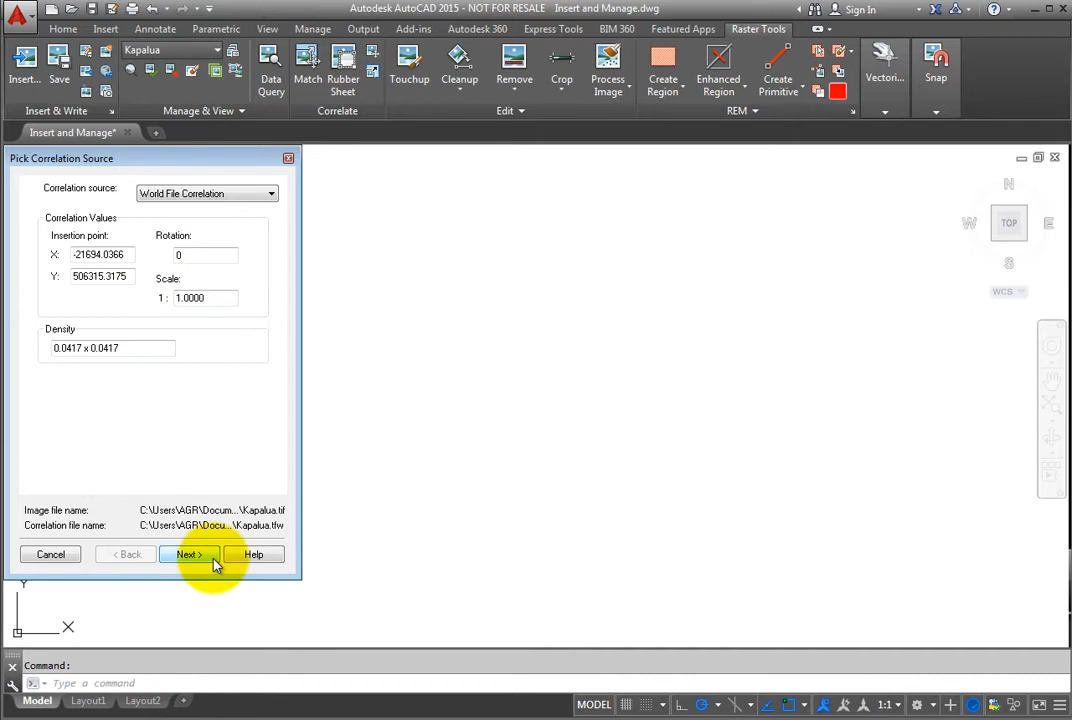 Autodesk AutoCAD 2015 - NOT FOR RESALE Insert and Manage.dwg
Sign In
Home Insert Annotate Parametric View Manage Output Add-ins Autodesk 360 Express Tools BIM 360 Featured Apps Raster Tools
Kapalua
Insert... Save Data Query Match Rubber Sheet Touchup Cleanup Remove Crop Process Image Create Region Enhanced Region Create Primitive Vectori... Snap
Insert & Write Manage & View Correlate Edit REM
Insert and Manage*
Pick Correlation Source
Correlation source: World File Correlation
Correlation Values
Insertion point: Rotation:
X: -21694.0366 0
Y: 506315.3175 Scale:
1 : 1.0000
Density
0.0417 x 0.0417
Image file name: C:\Users\AGR\Docum...\Kapalua.tif
Correlation file name: C:\Users\AGR\Docu...\Kapalua.tfw
Cancel < Back Next > Help
N
W TOP E
S
WCS
Y
X
Command:
Type a command
Model Layout1 Layout2 +
MODEL 1:1